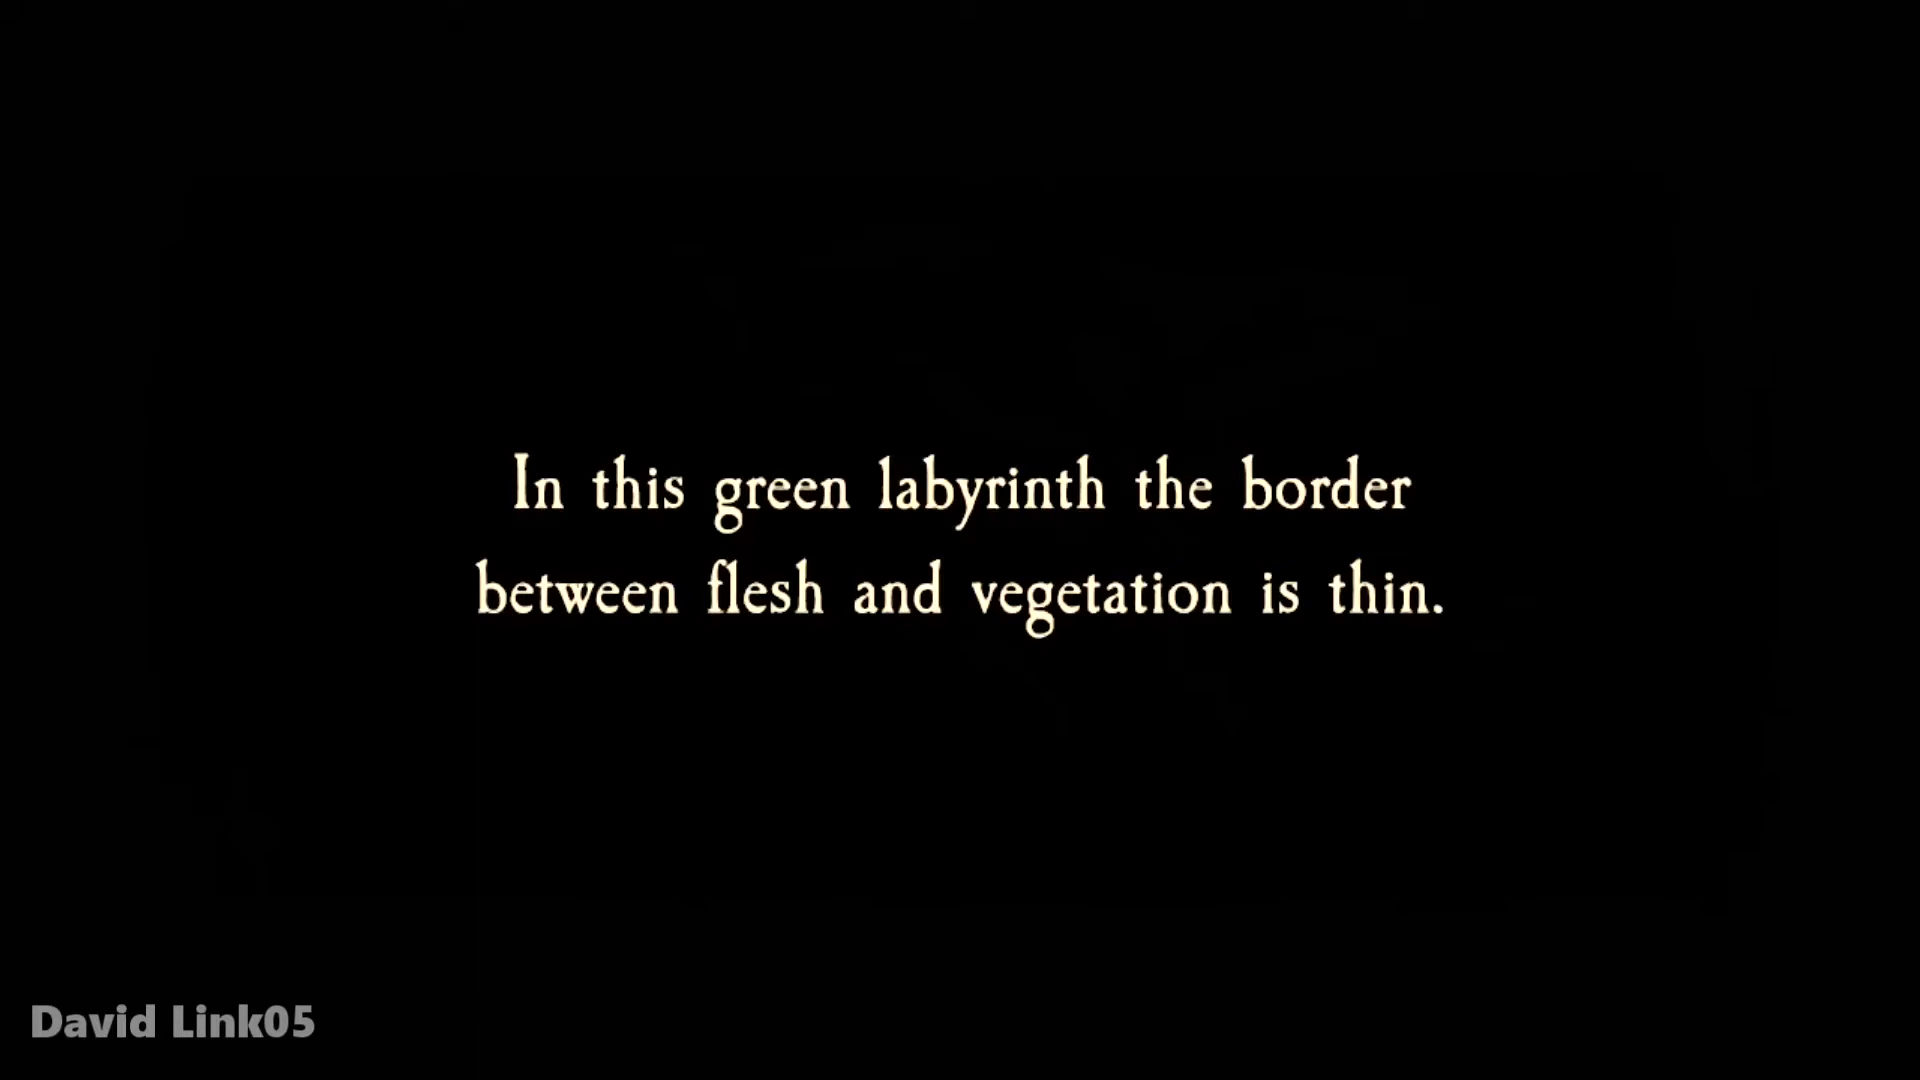 In this green labyrinth the border
between flesh and vegetation is thin.
David Link05